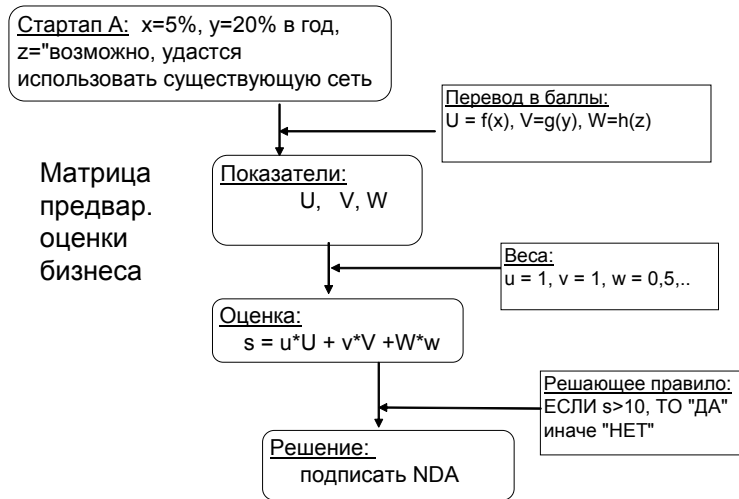 Стартап А:  x=5%, y=20% в год,
z="возможно, удастся
использовать существующую сеть
Перевод в баллы:
U = f(x), V=g(y), W=h(z)
Матрица
предвар.
оценки
бизнеса
Показатели:
U,   V, W
Веса:
u = 1, v = 1, w = 0,5,..
Оценка:
s = u*U + v*V +W*w
Решающее правило:
ЕСЛИ s>10, ТО "ДА"
иначе "НЕТ"
Решение:
подписать NDA